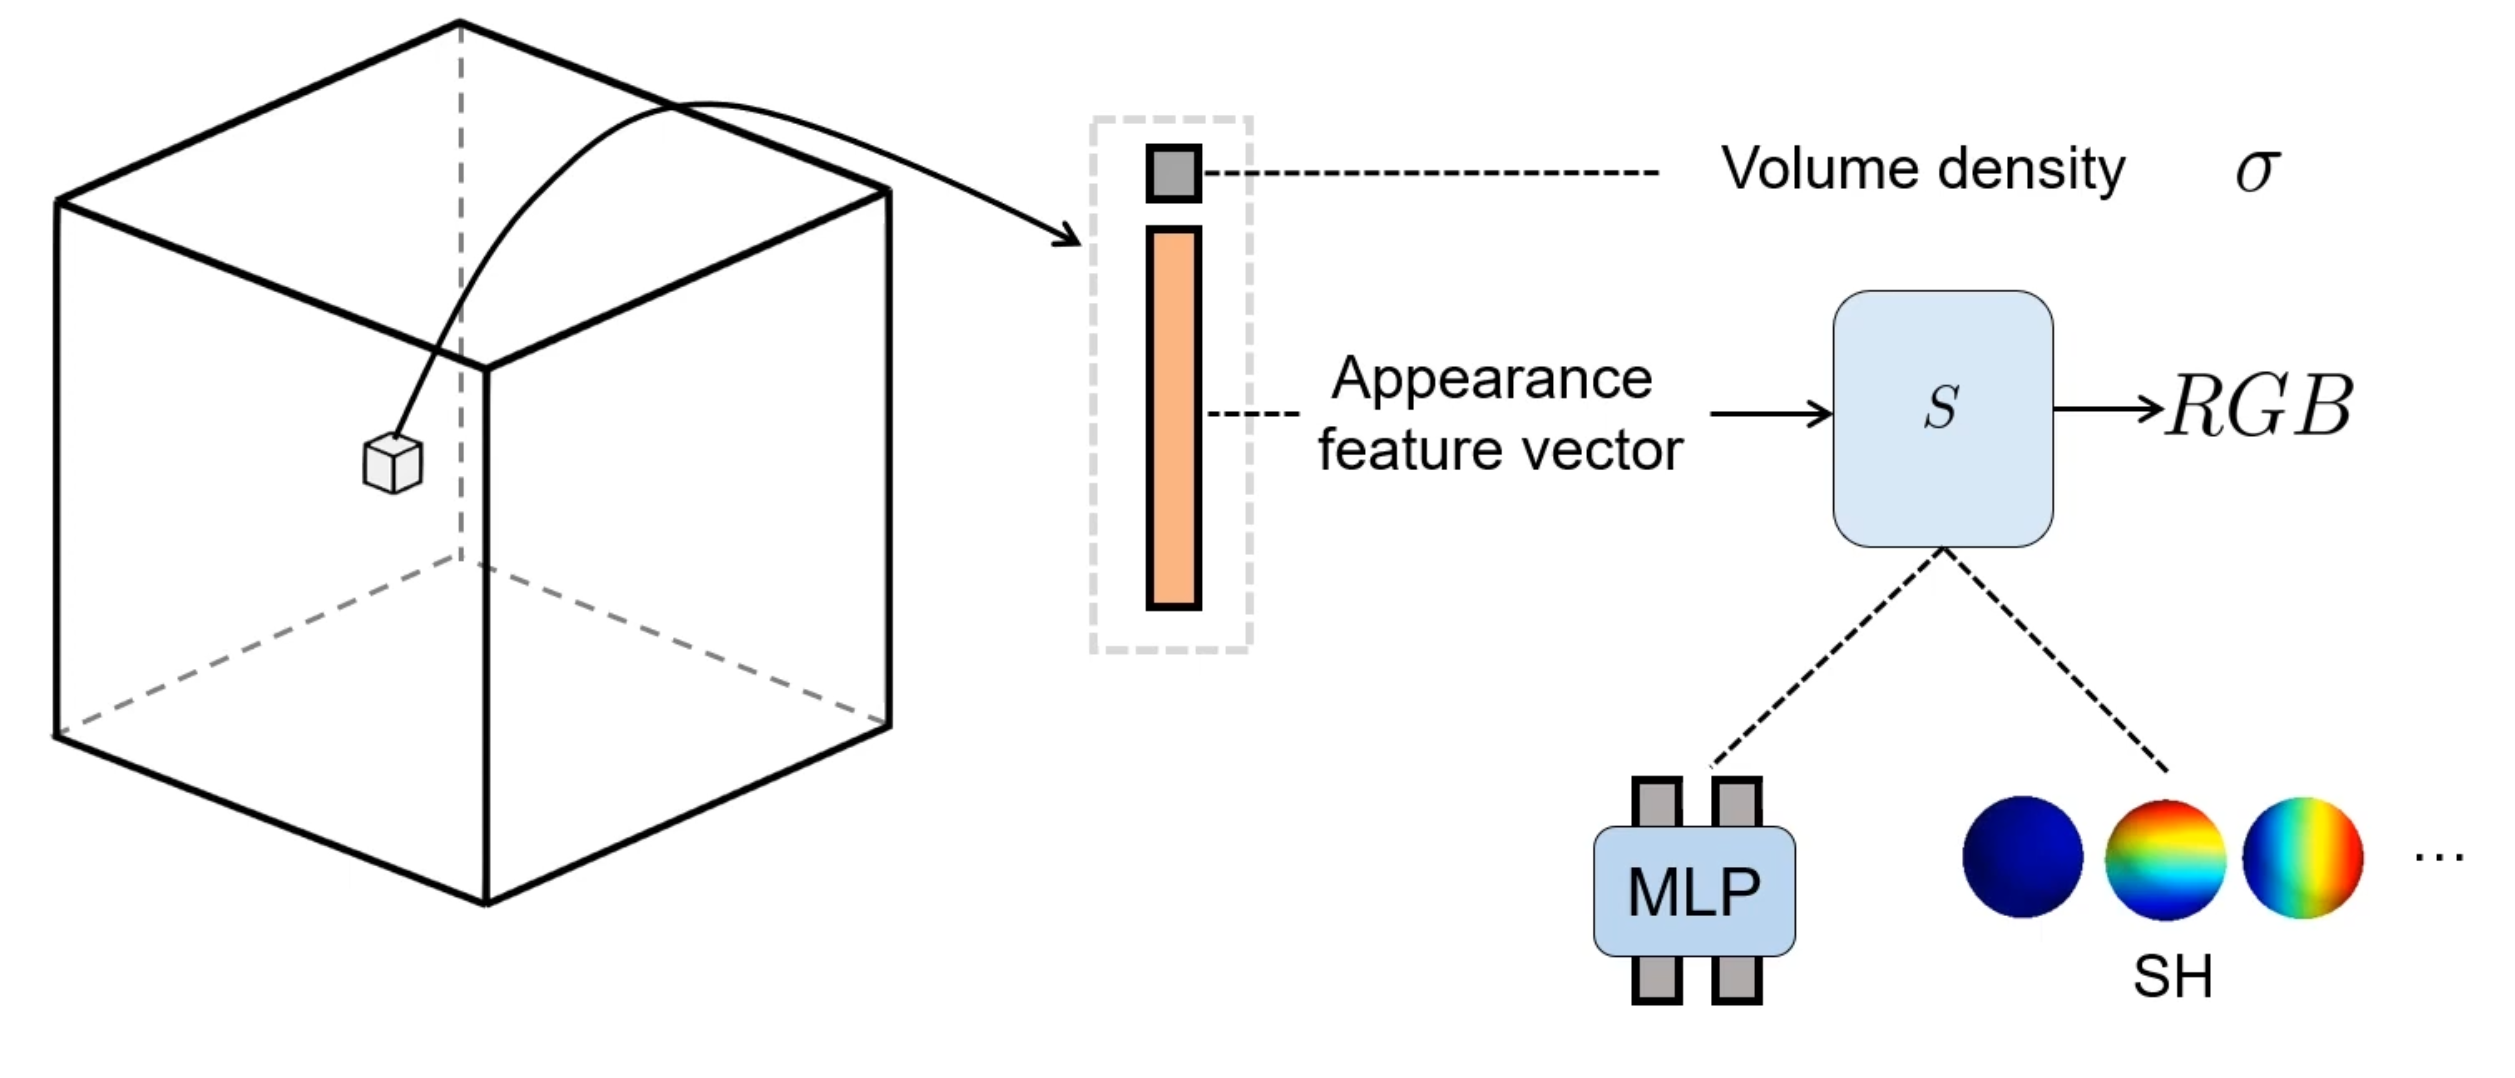 Volume density σ
Appearance
feature vector
S
RGB
MLP
...
SH